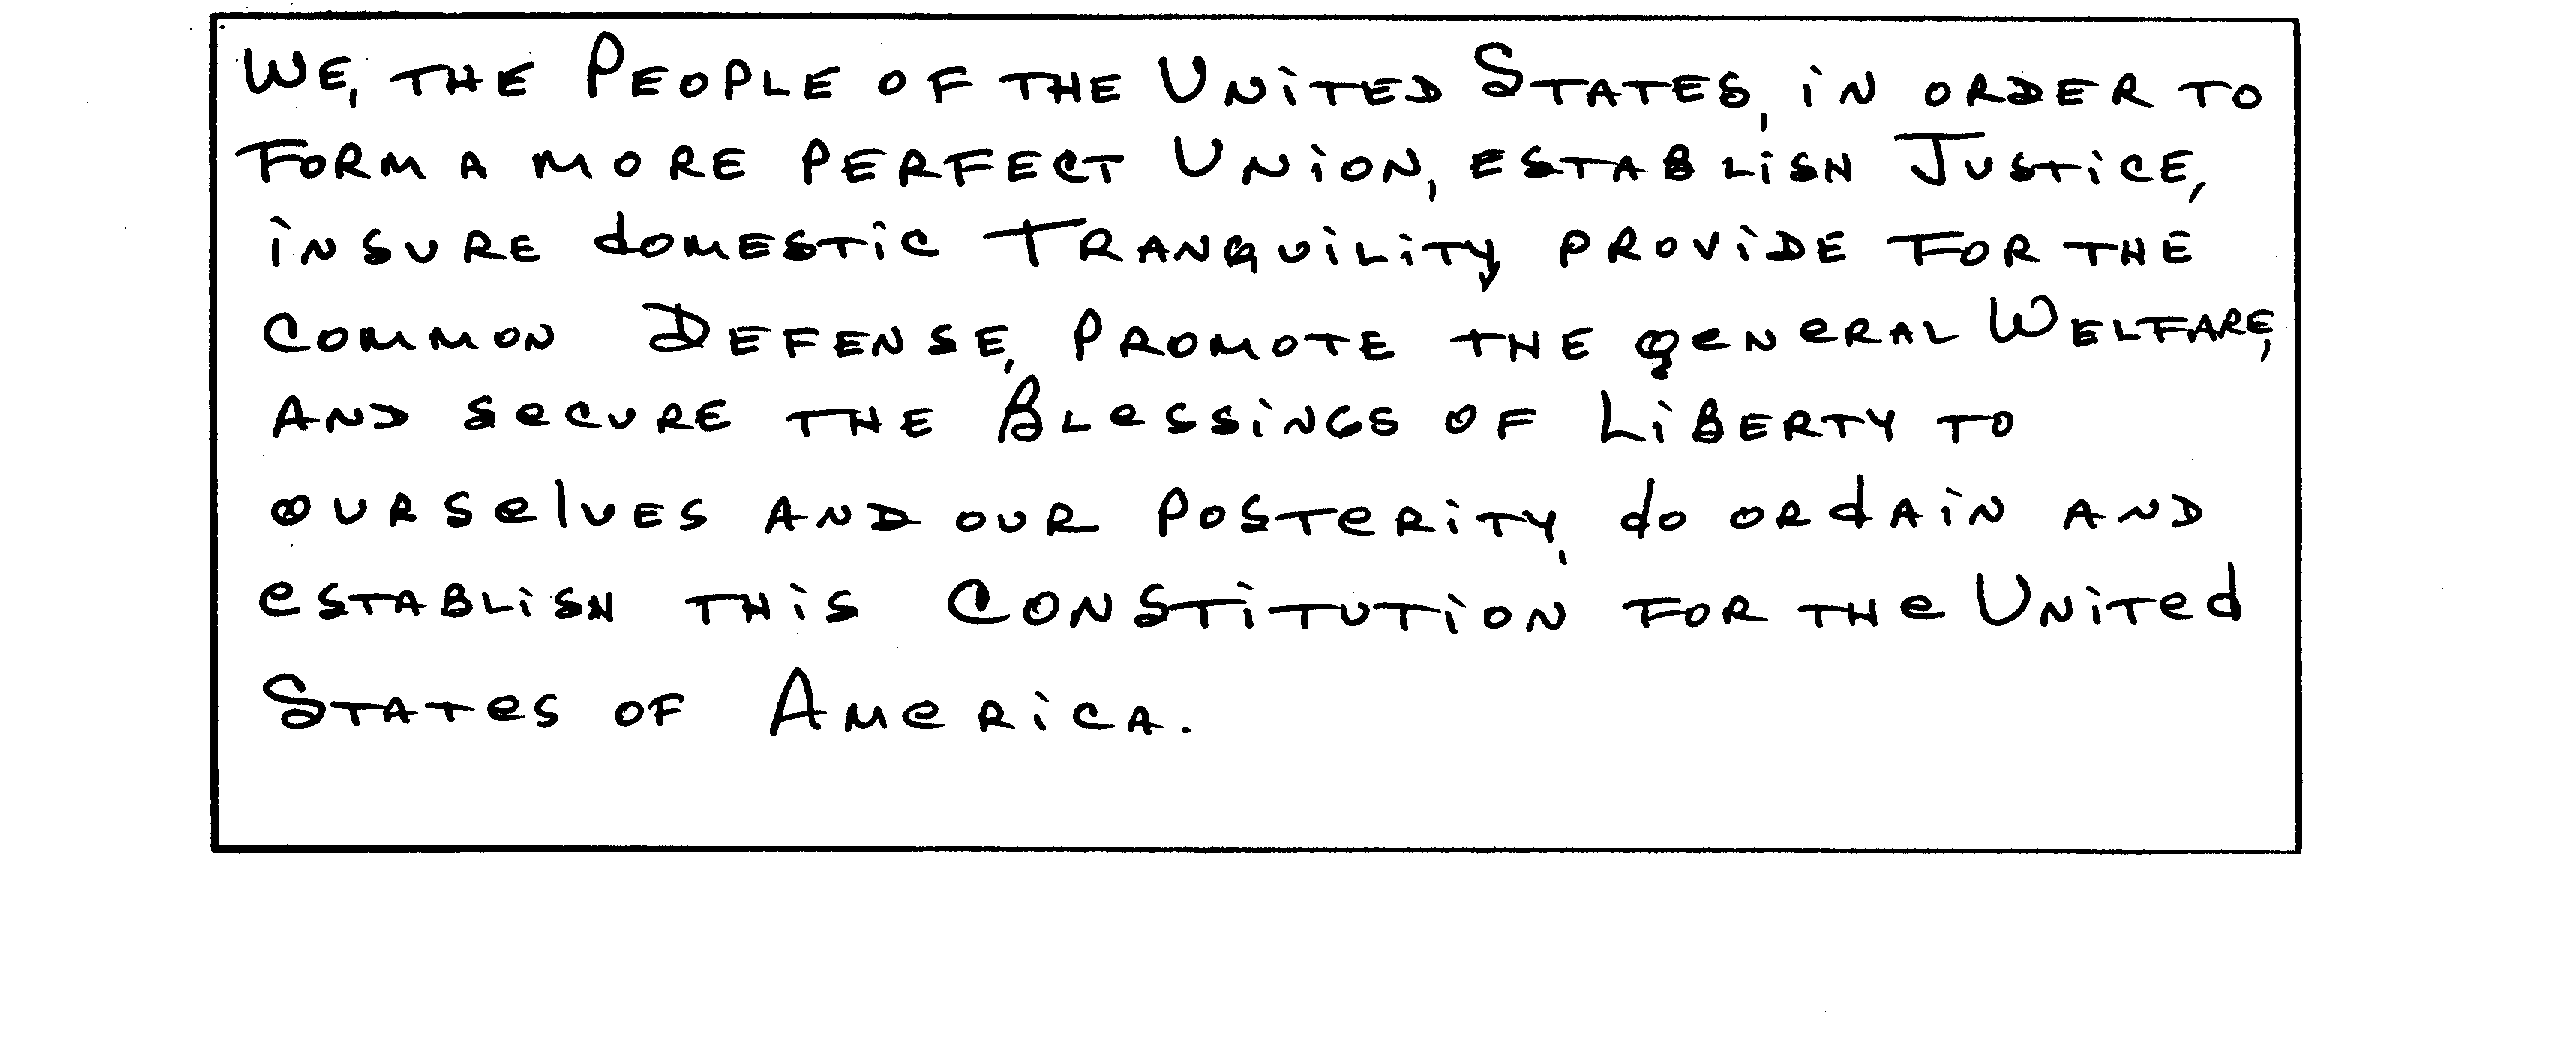 We, the People of the United States, in order to
form a more perfect Union, establish Justice,
insure domestic Tranquility, provide for the
common Defense, promote the general Welfare,
and secure the Blessings of Liberty to
ourselves and our posterity, do ordain and
establish this Constitution for the United
States of America.